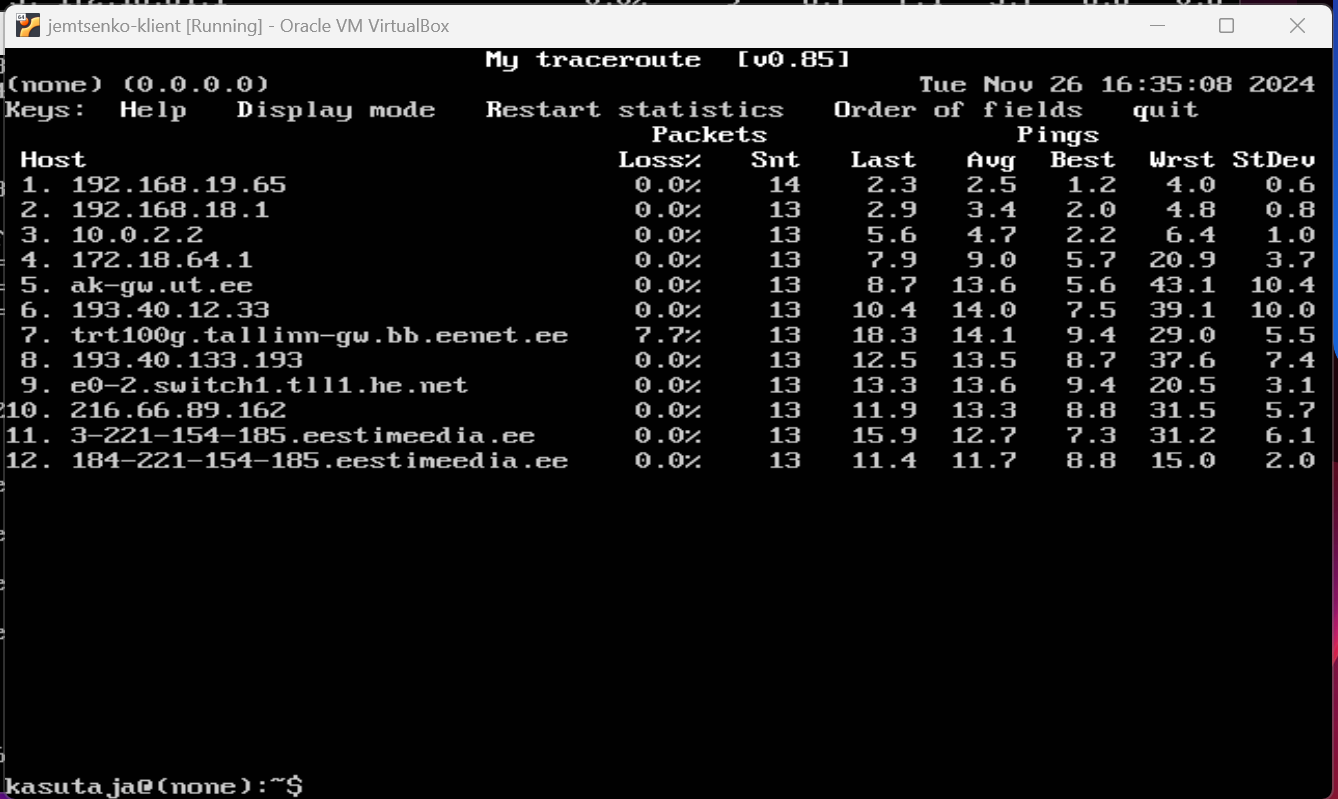 jemtsenko-klient [Running] - Oracle VM VirtualBox
My traceroute [v0.85]
(none) (0.0.0.0) Tue Nov 26 16:35:08 2024
Keys: Help Display mode Restart statistics Order of fields quit
Packets Pings
Host Loss% Snt Last Avg Best Wrst StDev
1. 192.168.19.65 0.0% 14 2.3 2.5 1.2 4.0 0.6
2. 192.168.18.1 0.0% 13 2.9 3.4 2.0 4.8 0.8
3. 10.0.2.2 0.0% 13 5.6 4.7 2.2 6.4 1.0
4. 172.18.64.1 0.0% 13 7.9 9.0 5.7 20.9 3.7
5. ak-gw.ut.ee 0.0% 13 8.7 13.6 5.6 43.1 10.4
6. 193.40.12.33 0.0% 13 10.4 14.0 7.5 39.1 10.0
7. trt100g.tallinn-gw.bb.eenet.ee 7.7% 13 18.3 14.1 9.4 29.0 5.5
8. 193.40.133.193 0.0% 13 12.5 13.5 8.7 37.6 7.4
9. e0-2.switch1.tll1.he.net 0.0% 13 13.3 13.6 9.4 20.5 3.1
10. 216.66.89.162 0.0% 13 11.9 13.3 8.8 31.5 5.7
11. 3-221-154-185.eestimeedia.ee 0.0% 13 15.9 12.7 7.3 31.2 6.1
12. 184-221-154-185.eestimeedia.ee 0.0% 13 11.4 11.7 8.8 15.0 2.0
kasutaja@(none):~$